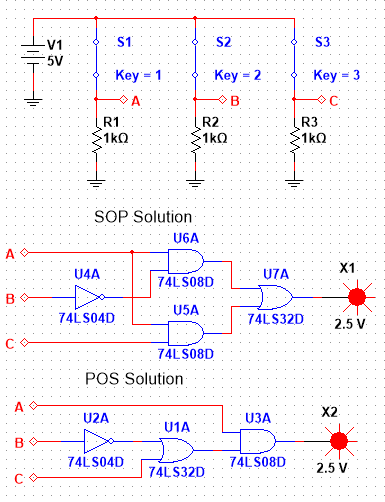 V1
5V
S1
S2
S3
Key = 1
Key = 2
Key = 3
A
B
C
R1
1kΩ
R2
1kΩ
R3
1kΩ
SOP Solution
A
B
C
U4A
74LS04D
U6A
74LS08D
U5A
74LS08D
U7A
74LS32D
X1
2.5 V
POS Solution
A
B
C
U2A
74LS04D
U1A
74LS32D
U3A
74LS08D
X2
2.5 V